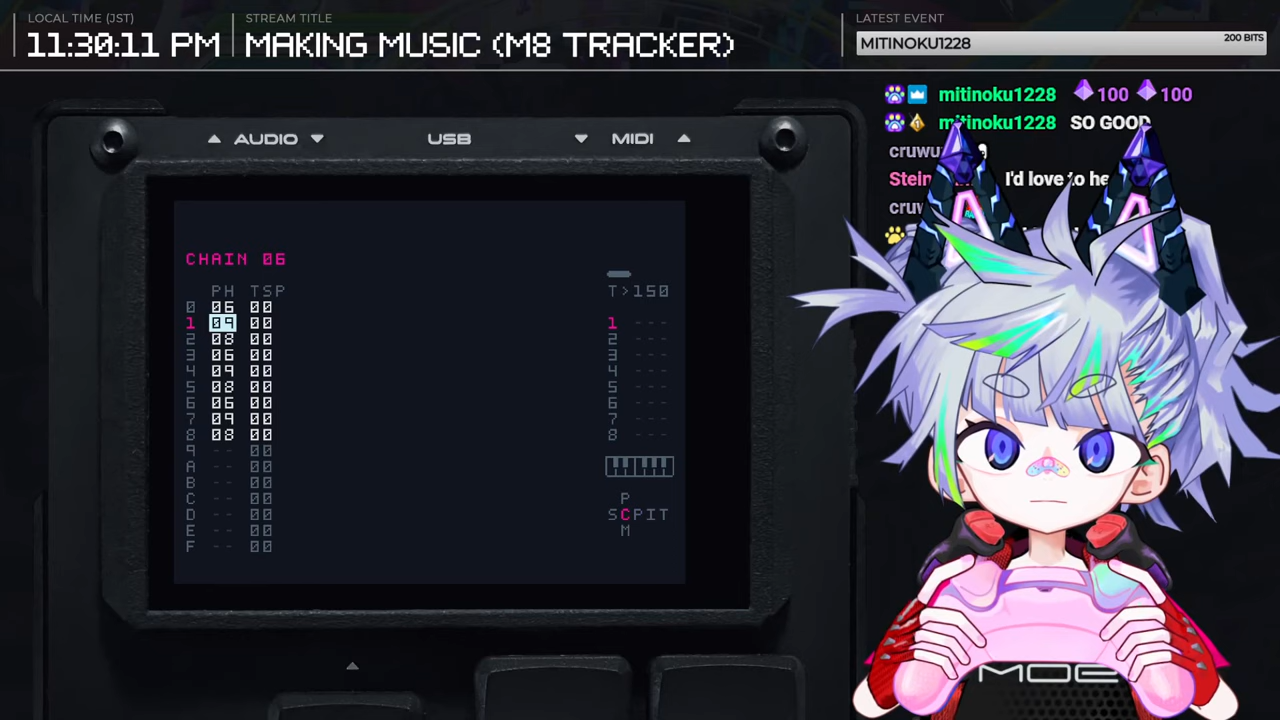 LOCAL TIME (JST)
11:30:11 PM
STREAM TITLE
MAKING MUSIC (M8 TRACKER)
LATEST EVENT
MITINOKU1228
200 BITS
mitinoku1228 100 100
mitinoku1228 SO GOOD
I'd love to
AUDIO
USB
MIDI
CHAIN 06
PH TSP
0 06 00
1 09 00
2 08 00
3 06 00
4 09 00
5 08 00
6 06 00
7 09 00
8 08 00
9 -- 00
A -- 00
B -- 00
C -- 00
D -- 00
E -- 00
F -- 00
T>150
1 ---
2 ---
3 ---
4 ---
5 ---
6 ---
7 ---
8 ---
P
SCPIT
M
MOE